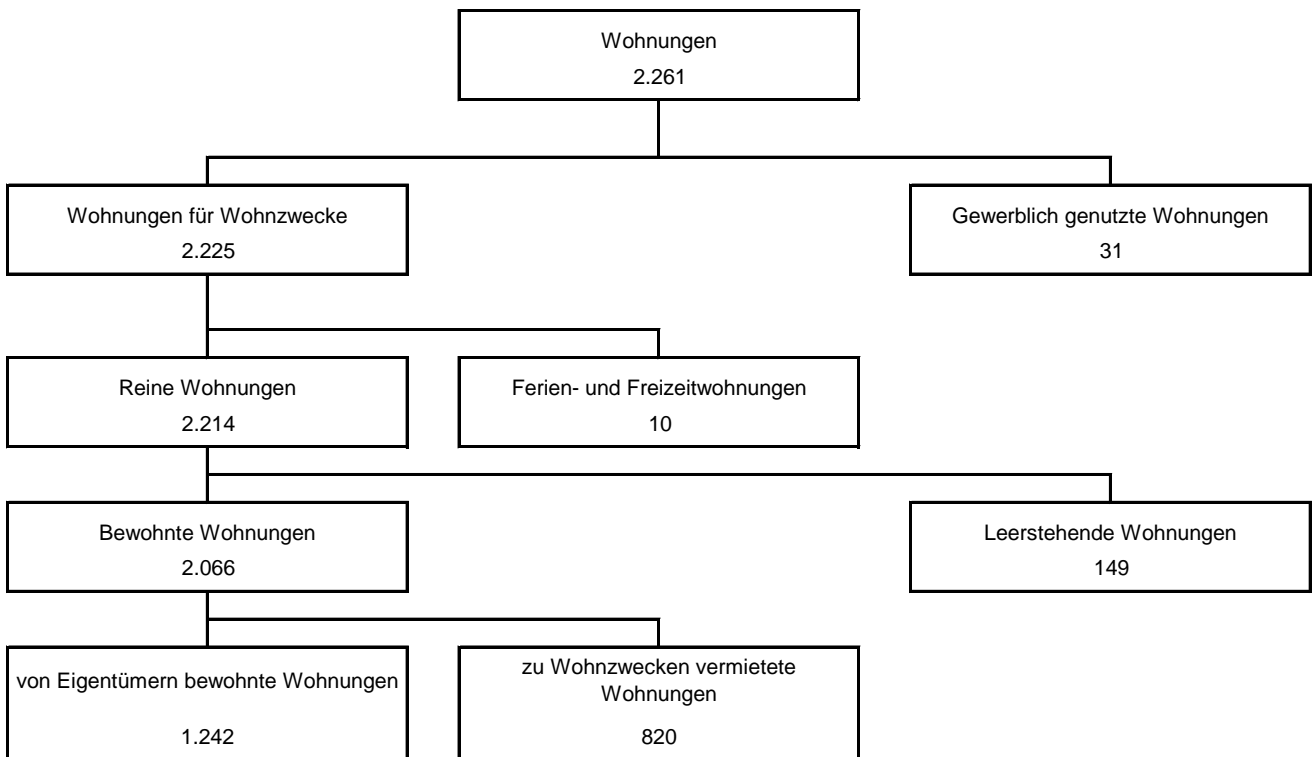 Wohnungen
2.261
Wohnungen für Wohnzwecke
2.225
Gewerblich genutzte Wohnungen
31
Reine Wohnungen
2.214
Ferien- und Freizeitwohnungen
10
Bewohnte Wohnungen
2.066
Leerstehende Wohnungen
149
von Eigentümern bewohnte Wohnungen
1.242
zu Wohnzwecken vermietete
Wohnungen
820